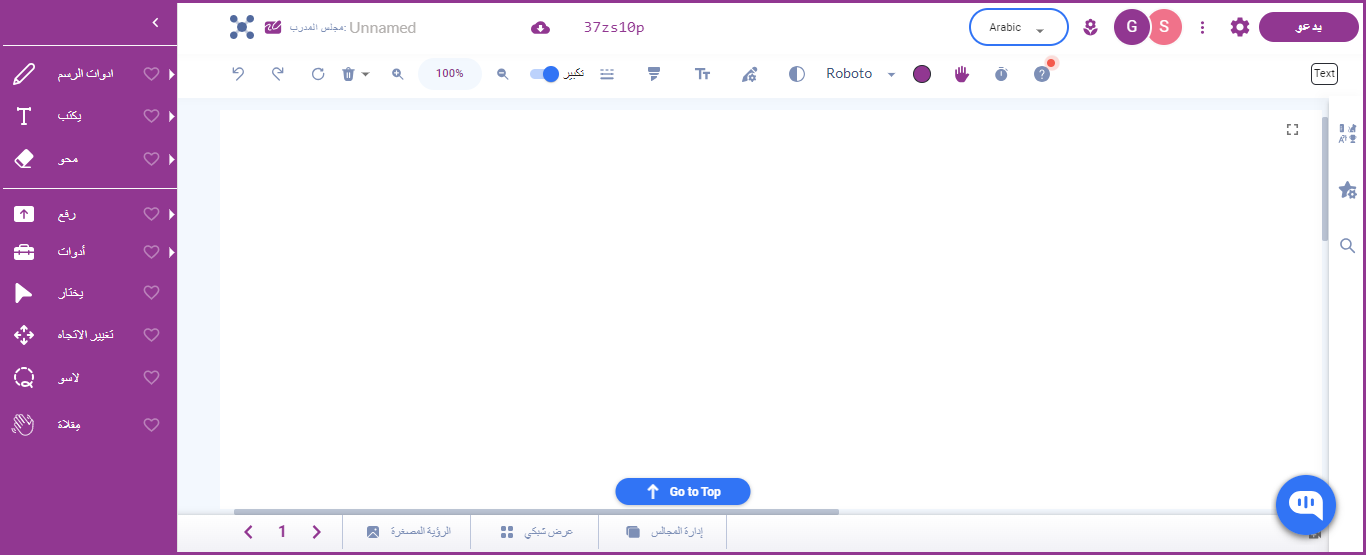 مجلس المدرب: Unnamed
37zs10p
Arabic
G
S
يدعو
100%
تكبير
Roboto
Text
ادوات الرسم
يكتب
محو
رفع
أدوات
يختار
تغيير الاتجاه
لاسو
مقلاة
Go to Top
1
الرؤية المصغرة
عرض شبكي
إدارة المجالس